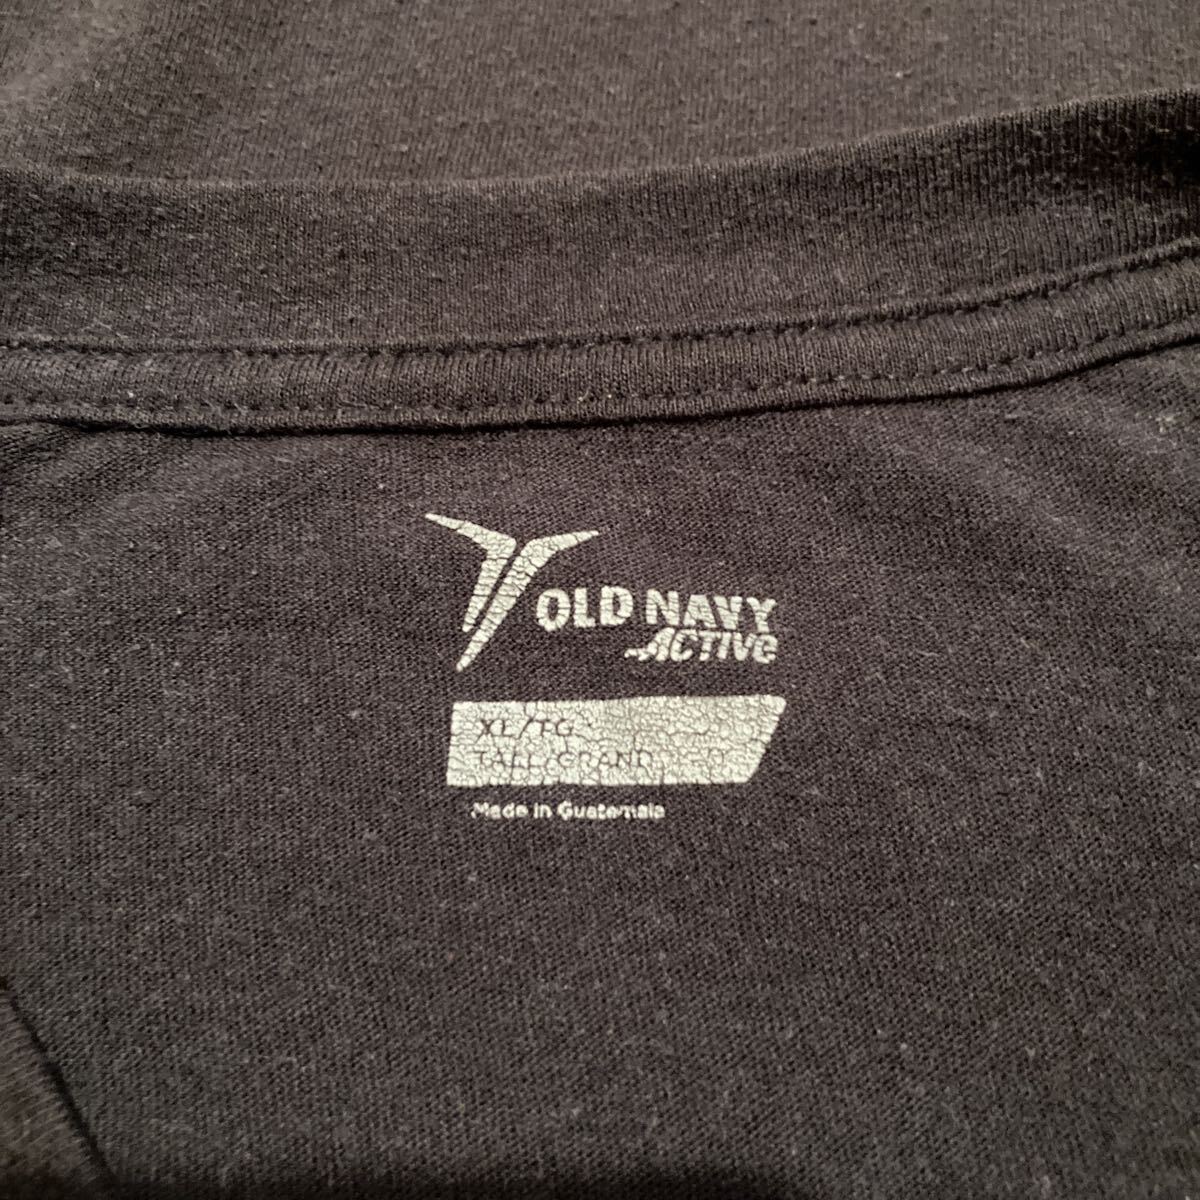 OLD NAVY
ACTIVE
XL/TG
TALL/GRAND
Made in Guatemala